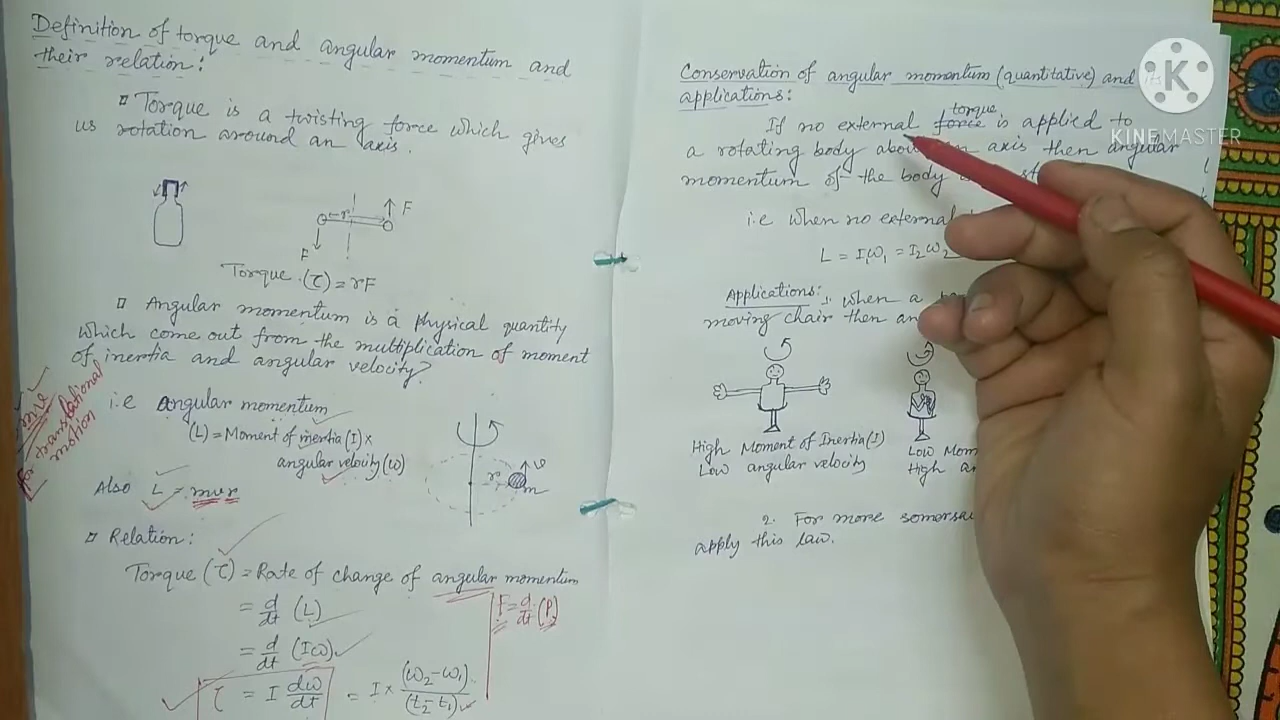 Definition of torque and angular momentum and
their relation:
Torque is a twisting force which gives
us rotation around an axis.
r
F
F
Torque (τ) = rF
Angular momentum is a physical quantity
which come out from the multiplication of moment
of inertia and angular velocity?
i.e angular momentum
(L) = Moment of inertia (I) ×
angular velocity (ω)
Also L = mvr
mve
for translational
motion
r
v
m
Relation:
Torque (τ) = Rate of change of angular momentum
= d/dt (L)
= d/dt (Iω)
τ = I dω/dt = I × (ω2-ω1)/(t2-t1)
F = d/dt (P)
Conservation of angular momentum (quantitative) and
applications:
torque
If no external force is applied to
a rotating body about an axis then angular
momentum of the body
i.e when no external
L = I1ω1 = I2ω2
Applications: 1. when a
moving chair then an
High Moment of Inertia (I)
Low angular velocity
Low Mom
High an
2. For more somersau
apply this law.
K
KINEMASTER